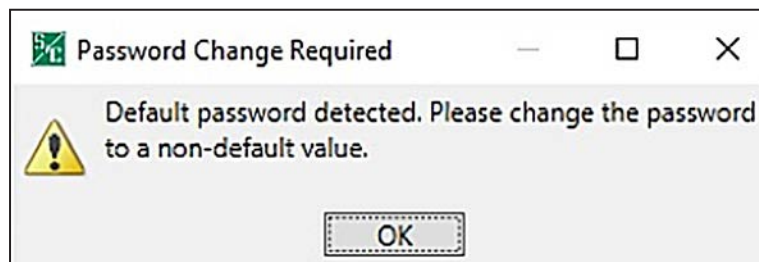 S/C Password Change Required
Default password detected. Please change the password
to a non-default value.
OK